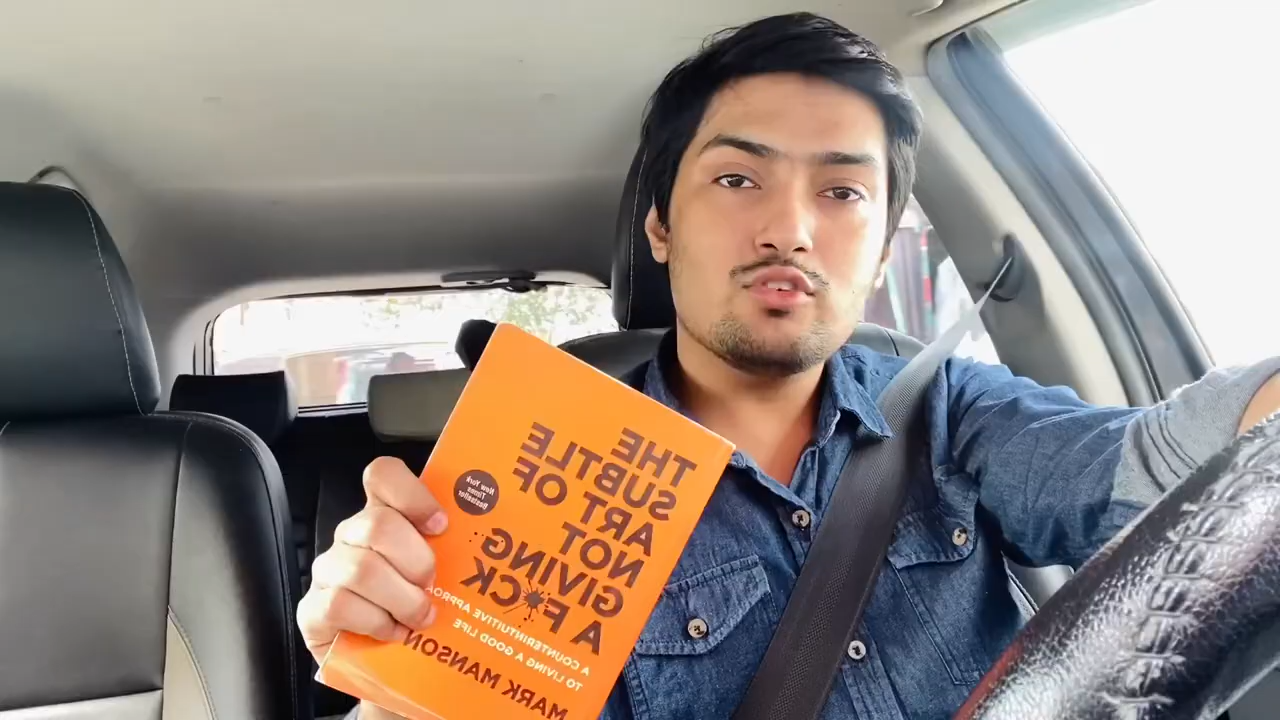 THE
SUBTLE
ART OF
NOT
GIVING
A F*CK
New York
Times
Bestseller
A COUNTERINTUITIVE
TO LIVING A GOOD LIFE
MARK MANSON